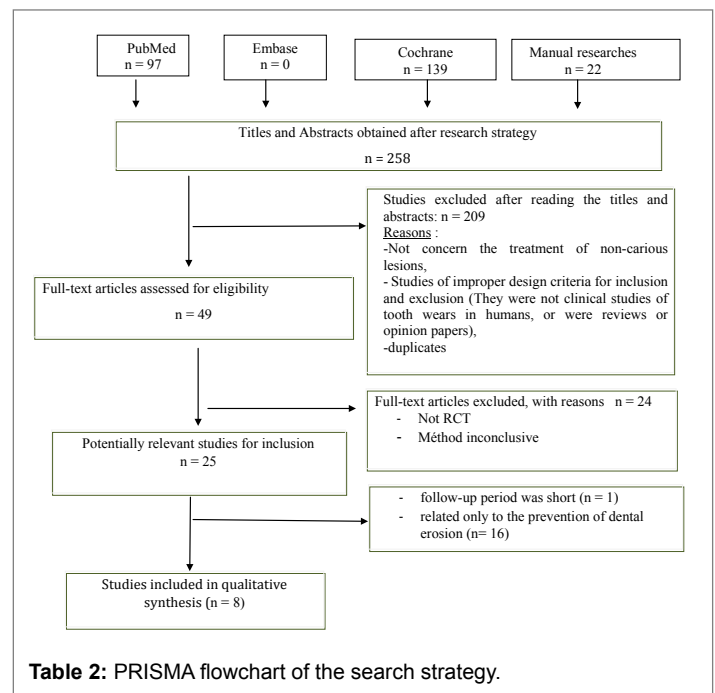 PubMed
n = 97
Embase
n = 0
Cochrane
n = 139
Manual researches
n = 22
Titles and Abstracts obtained after research strategy
n = 258
Studies excluded after reading the titles and
abstracts: n = 209
Reasons :
-Not concern the treatment of non-carious
lesions,
- Studies of improper design criteria for inclusion
and exclusion (They were not clinical studies of
tooth wears in humans, or were reviews or
opinion papers),
-duplicates
Full-text articles assessed for eligibility
n = 49
Full-text articles excluded, with reasons n = 24
- Not RCT
- Méthod inconclusive
Potentially relevant studies for inclusion
n = 25
- follow-up period was short (n = 1)
- related only to the prevention of dental
erosion (n= 16)
Studies included in qualitative
synthesis (n = 8)
Table 2: PRISMA flowchart of the search strategy.